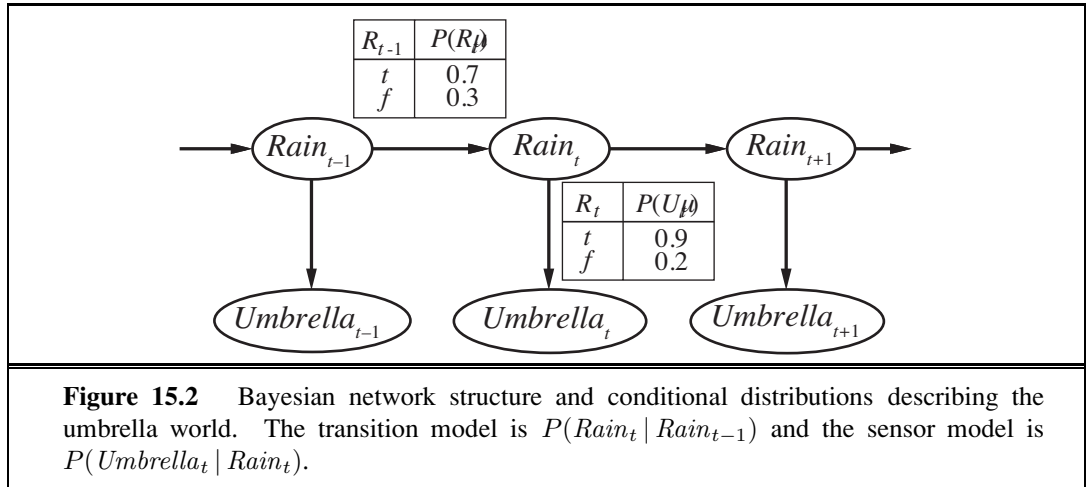 R_{t-1} P(R_t)
t 0.7
f 0.3
Rain_{t–1} Rain_t Rain_{t+1}
R_t P(U_t)
t 0.9
f 0.2
Umbrella_{t–1} Umbrella_t Umbrella_{t+1}
Figure 15.2 Bayesian network structure and conditional distributions describing the
umbrella world. The transition model is P(Rain_t | Rain_{t−1}) and the sensor model is
P(Umbrella_t | Rain_t).